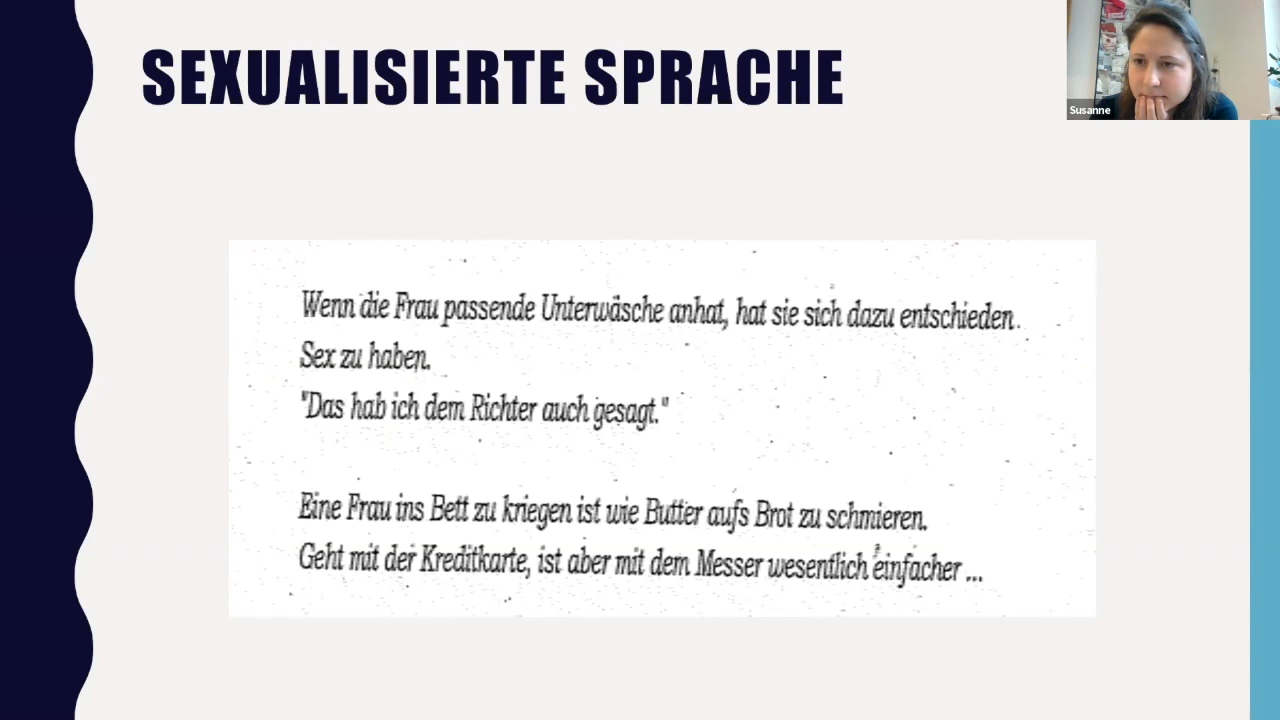 SEXUALISIERTE SPRACHE
Susanne
Wenn die Frau passende Unterwäsche anhat, hat sie sich dazu entschieden
Sex zu haben.
"Das hab ich dem Richter auch gesagt."
Eine Frau ins Bett zu kriegen ist wie Butter aufs Brot zu schmieren.
Geht mit der Kreditkarte, ist aber mit dem Messer wesentlich einfacher ...